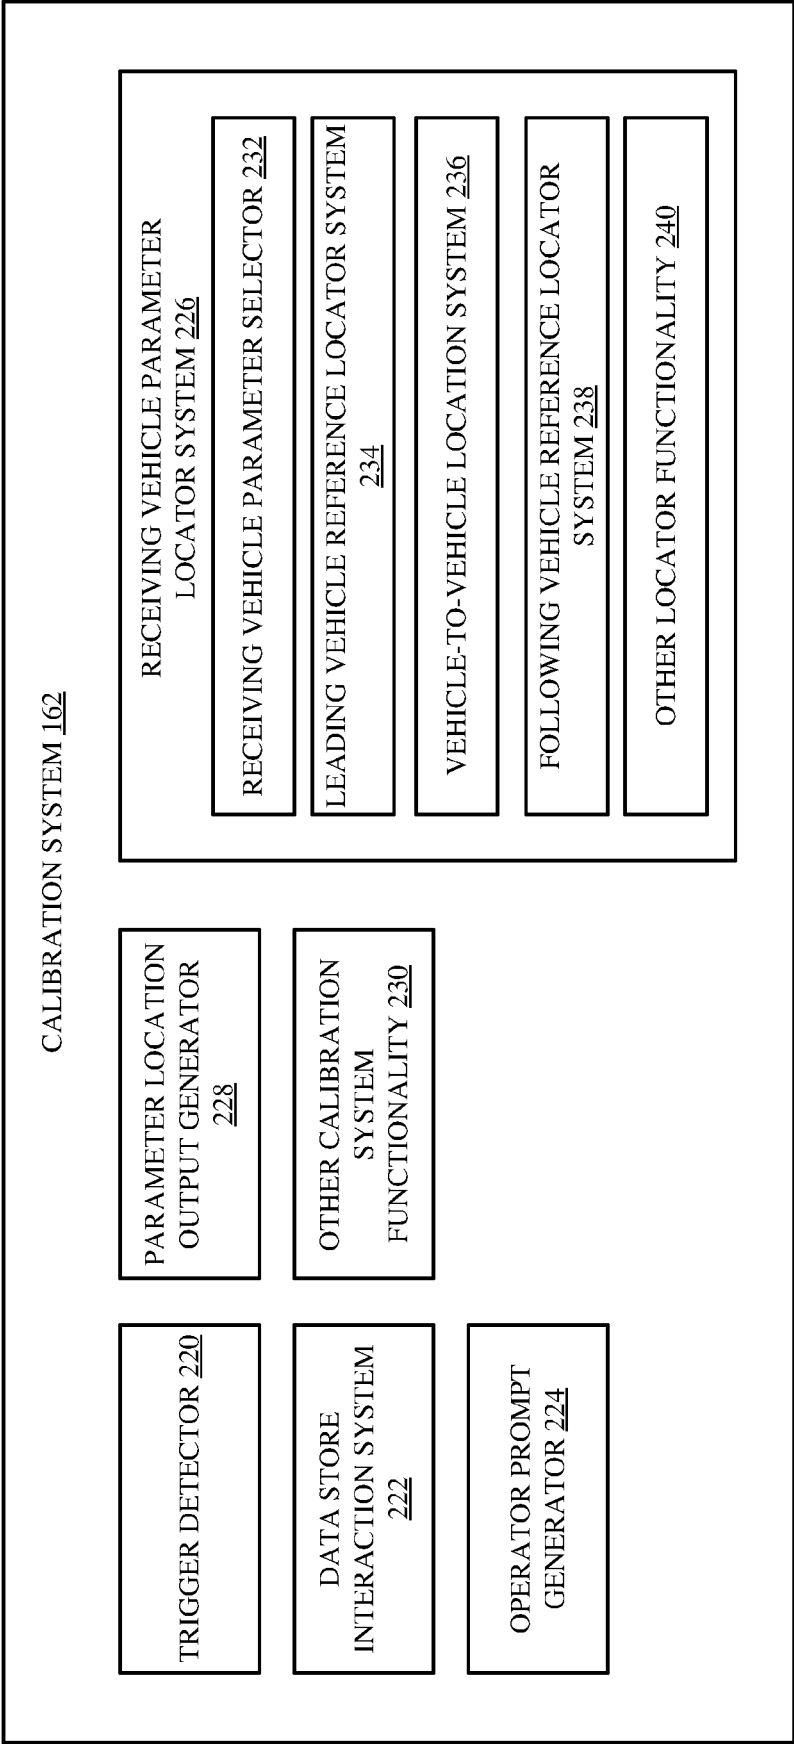 CALIBRATION SYSTEM 162
TRIGGER DETECTOR 220
DATA STORE
INTERACTION SYSTEM
222
OPERATOR PROMPT
GENERATOR 224
PARAMETER LOCATION
OUTPUT GENERATOR
228
OTHER CALIBRATION
SYSTEM
FUNCTIONALITY 230
RECEIVING VEHICLE PARAMETER
LOCATOR SYSTEM 226
RECEIVING VEHICLE PARAMETER SELECTOR 232
LEADING VEHICLE REFERENCE LOCATOR SYSTEM
234
VEHICLE-TO-VEHICLE LOCATION SYSTEM 236
FOLLOWING VEHICLE REFERENCE LOCATOR
SYSTEM 238
OTHER LOCATOR FUNCTIONALITY 240